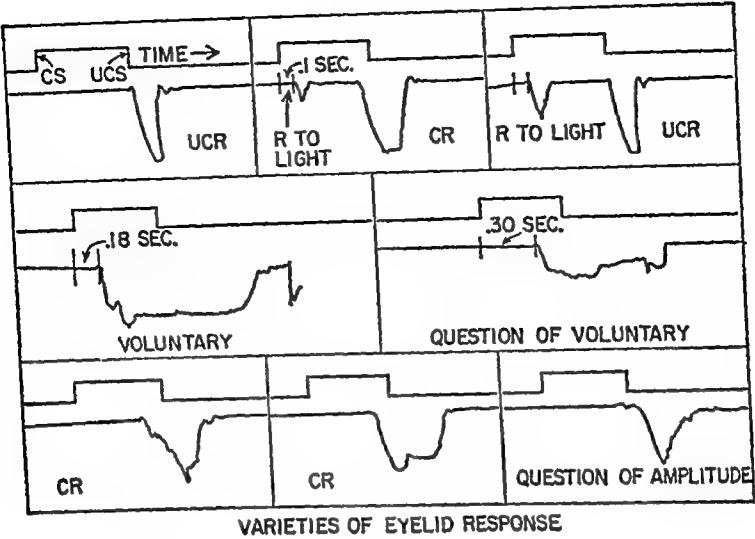 CS UCS TIME→
UCR
.1 SEC.
R TO
LIGHT
CR
R TO LIGHT UCR
.18 SEC.
VOLUNTARY
.30 SEC.
QUESTION OF VOLUNTARY
CR
CR
QUESTION OF AMPLITUDE
VARIETIES OF EYELID RESPONSE